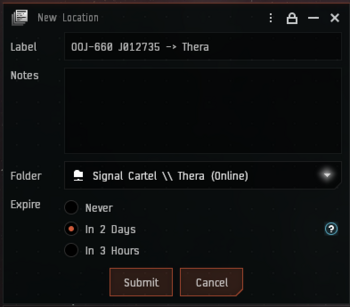 New Location
Label
OOJ-660 J012735 -> Thera
Notes
Folder
Signal Cartel \\ Thera (Online)
Expire
Never
In 2 Days
?
In 3 Hours
Submit
Cancel